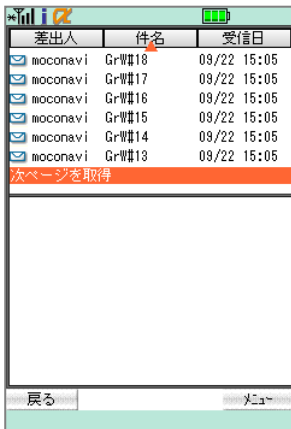 差出人 件名 受信日
moconavi GrW#18 09/22 15:05
moconavi GrW#17 09/22 15:05
moconavi GrW#16 09/22 15:05
moconavi GrW#15 09/22 15:05
moconavi GrW#14 09/22 15:05
moconavi GrW#13 09/22 15:05
次ページを取得
戻る ﾒﾆｭｰ